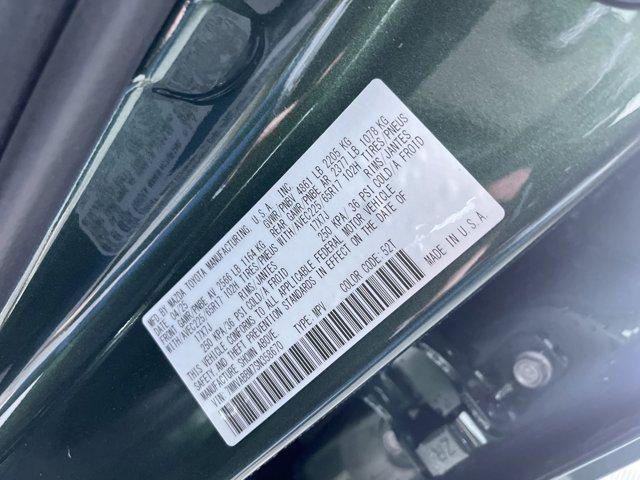 MFD BY MAZDA TOYOTA MANUFACTURING, U.S.A., INC.
DATE: 04/25 GVWR/PNBV 4861 LB 2205 KG
FRONT GAWR/PNBE AV 2566 LB 1164 KG REAR GAWR/PNBE AR 2377 LB 1078 KG
WITH/AVEC225/65R17 102H TIRES/PNEUS WITH/AVEC225/65R17 102H TIRES/PNEUS
17X7J RIMS JANTES 17X7J RIMS/JANTES
250 KPA/36 PSI COLD/A FROID 250 KPA, 36 PSI COLD/A FROID
THIS VEHICLE CONFORMS TO ALL APPLICABLE FEDERAL MOTOR VEHICLE
SAFETY AND THEFT PREVENTION STANDARDS IN EFFECT ON THE DATE OF
MANUFACTURE SHOWN ABOVE.
VIN: TYPE: MPV COLOR CODE: 52T MADE IN U.S.A.